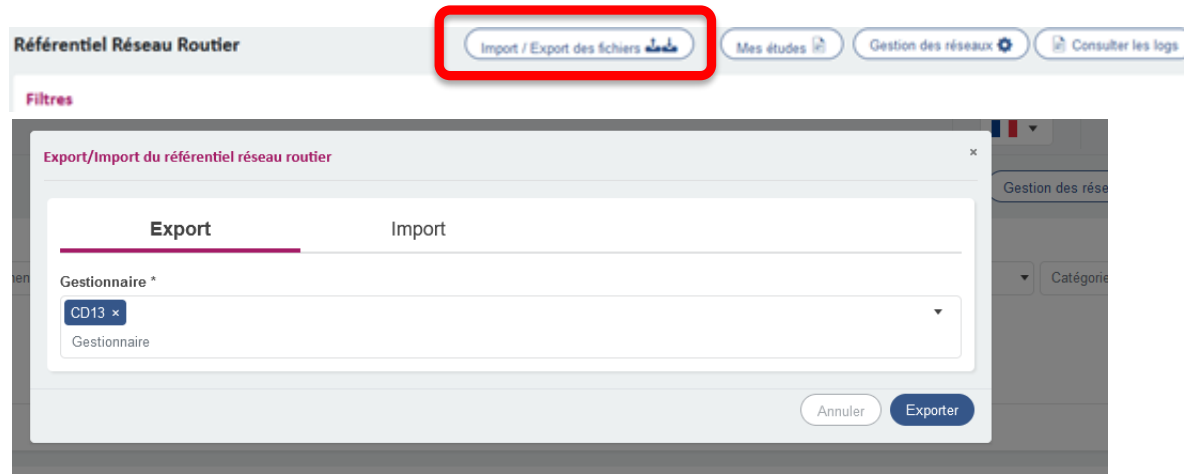 Référentiel Réseau Routier
Import / Export des fichiers
Mes études
Gestion des réseaux
Consulter les logs
Filtres
Export/Import du référentiel réseau routier
×
Gestion des rése
Export
Import
Gestionnaire *
CD13 ×
Gestionnaire
Catégorie
Annuler
Exporter